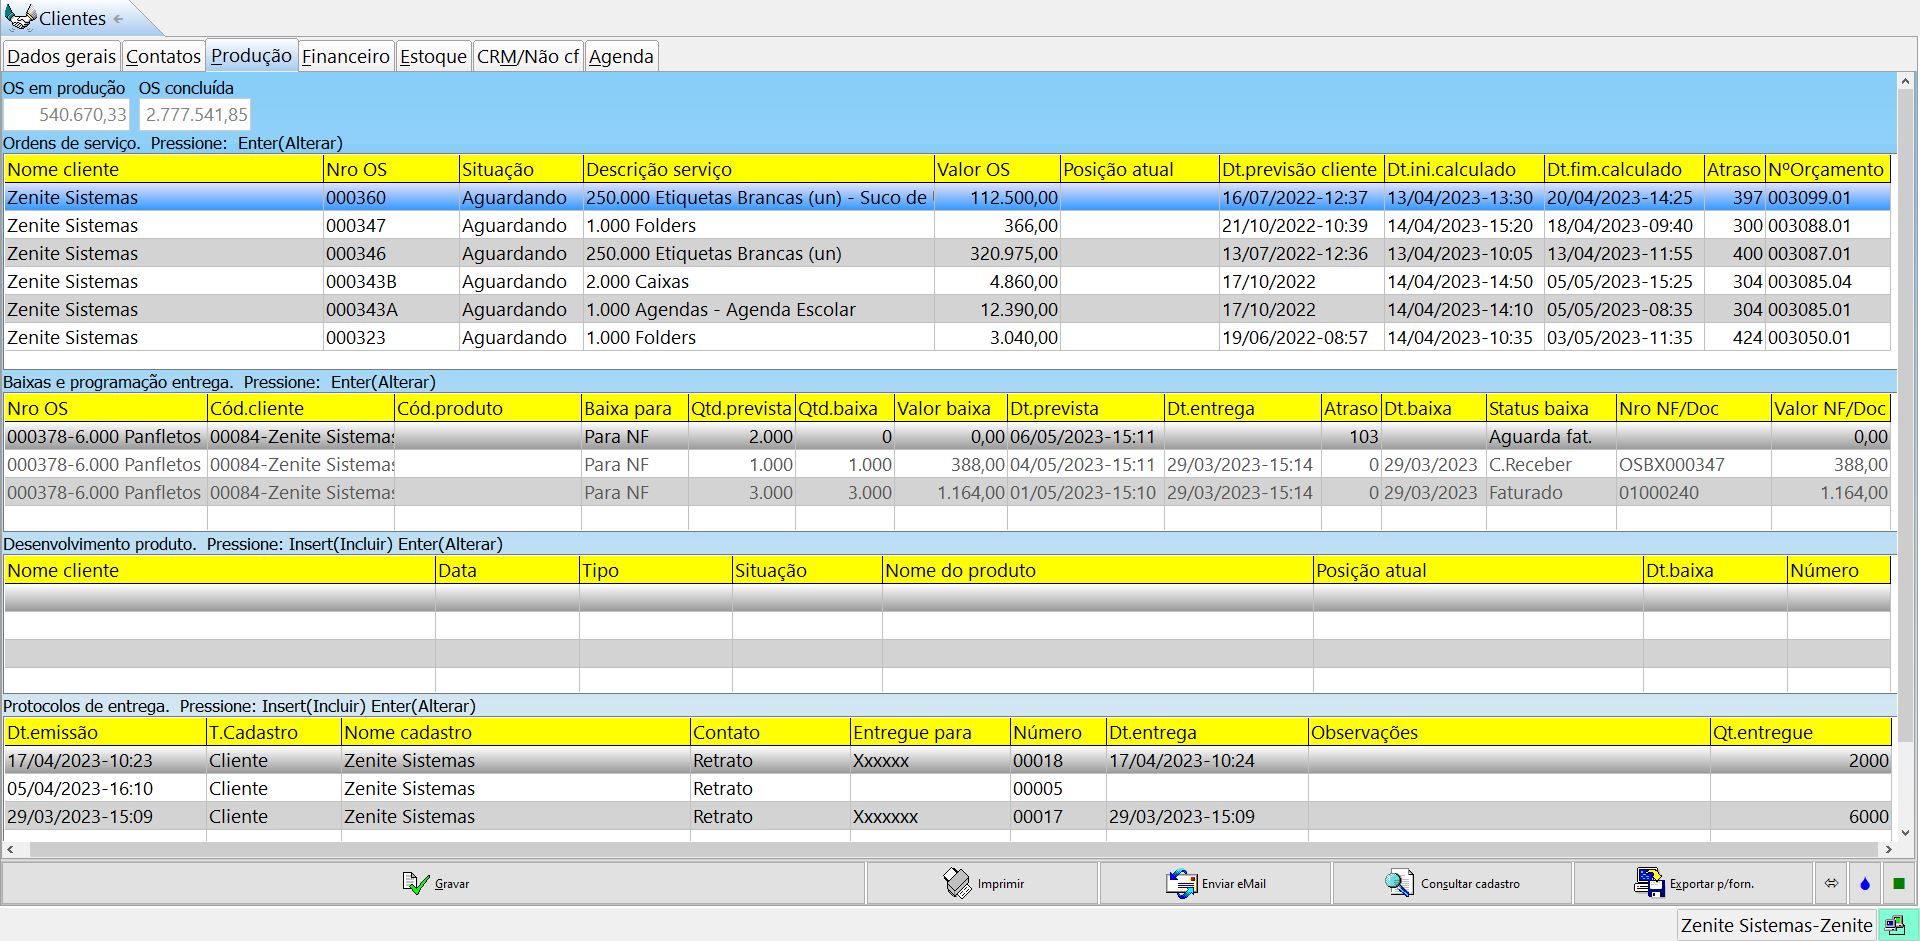 Clientes
Dados gerais Contatos Produção Financeiro Estoque CRM/Não cf Agenda
OS em produção OS concluída
540.670,33 2.777.541,85
Ordens de serviço. Pressione: Enter(Alterar)
Nome cliente Nro OS Situação Descrição serviço Valor OS Posição atual Dt.previsão cliente Dt.ini.calculado Dt.fim.calculado Atraso NºOrçamento
Zenite Sistemas 000360 Aguardando 250.000 Etiquetas Brancas (un) - Suco de 112.500,00 16/07/2022-12:37 13/04/2023-13:30 20/04/2023-14:25 397 003099.01
Zenite Sistemas 000347 Aguardando 1.000 Folders 366,00 21/10/2022-10:39 14/04/2023-15:20 18/04/2023-09:40 300 003088.01
Zenite Sistemas 000346 Aguardando 250.000 Etiquetas Brancas (un) 320.975,00 13/07/2022-12:36 13/04/2023-10:05 13/04/2023-11:55 400 003087.01
Zenite Sistemas 000343B Aguardando 2.000 Caixas 4.860,00 17/10/2022 14/04/2023-14:50 05/05/2023-15:25 304 003085.04
Zenite Sistemas 000343A Aguardando 1.000 Agendas - Agenda Escolar 12.390,00 17/10/2022 14/04/2023-14:10 05/05/2023-08:35 304 003085.01
Zenite Sistemas 000323 Aguardando 1.000 Folders 3.040,00 19/06/2022-08:57 14/04/2023-10:35 03/05/2023-11:35 424 003050.01
Baixas e programação entrega. Pressione: Enter(Alterar)
Nro OS Cód.cliente Cód.produto Baixa para Qtd.prevista Qtd.baixa Valor baixa Dt.prevista Dt.entrega Atraso Dt.baixa Status baixa Nro NF/Doc Valor NF/Doc
000378-6.000 Panfletos 00084-Zenite Sistemas Para NF 2.000 0 0,00 06/05/2023-15:11 103 Aguarda fat. 0,00
000378-6.000 Panfletos 00084-Zenite Sistemas Para NF 1.000 1.000 388,00 04/05/2023-15:11 29/03/2023-15:14 0 29/03/2023 C.Receber OSBX000347 388,00
000378-6.000 Panfletos 00084-Zenite Sistemas Para NF 3.000 3.000 1.164,00 01/05/2023-15:10 29/03/2023-15:14 0 29/03/2023 Faturado 01000240 1.164,00
Desenvolvimento produto. Pressione: Insert(Incluir) Enter(Alterar)
Nome cliente Data Tipo Situação Nome do produto Posição atual Dt.baixa Número
Protocolos de entrega. Pressione: Insert(Incluir) Enter(Alterar)
Dt.emissão T.Cadastro Nome cadastro Contato Entregue para Número Dt.entrega Observações Qt.entregue
17/04/2023-10:23 Cliente Zenite Sistemas Retrato Xxxxxx 00018 17/04/2023-10:24 2000
05/04/2023-16:10 Cliente Zenite Sistemas Retrato 00005
29/03/2023-15:09 Cliente Zenite Sistemas Retrato Xxxxxxx 00017 29/03/2023-15:09 6000
Gravar Imprimir Enviar eMail Consultar cadastro Exportar p/forn.
Zenite Sistemas-Zenite